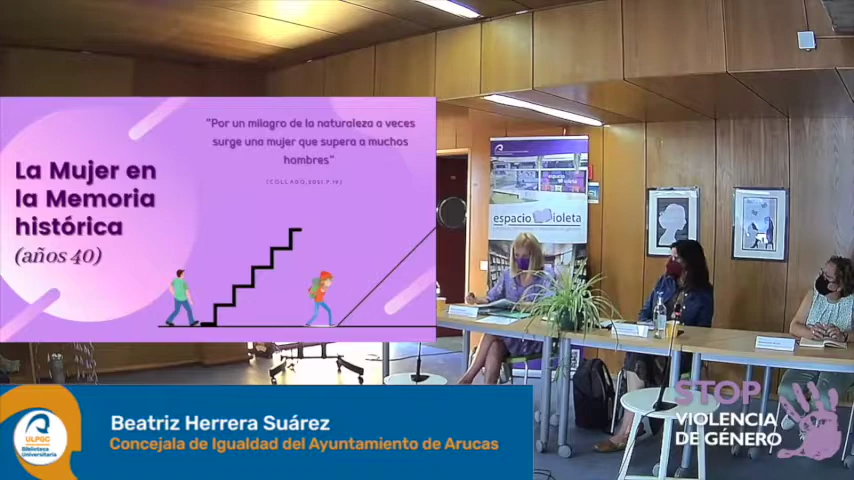 La Mujer en
la Memoria
histórica
(años 40)
"Por un milagro de la naturaleza a veces
surge una mujer que supera a muchos
hombres"
(COLLADO, 2021, P.15)
espacio violeta
ULPGC
Biblioteca
Universitaria
Beatriz Herrera Suárez
Concejala de Igualdad del Ayuntamiento de Arucas
STOP
VIOLENCIA
DE GÉNERO